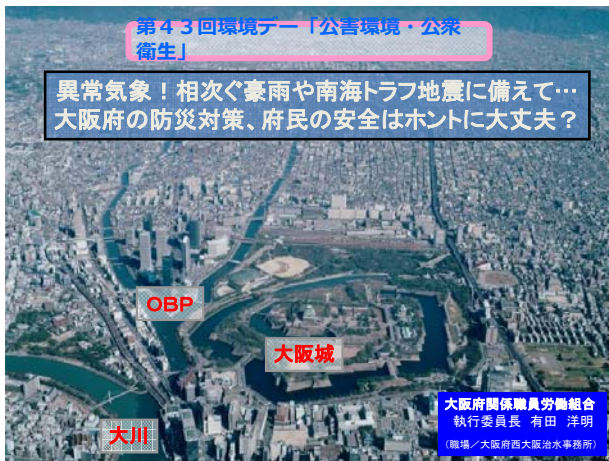 第４３回環境デー「公害環境・公衆
衛生」
異常気象！相次ぐ豪雨や南海トラフ地震に備えて…
大阪府の防災対策、府民の安全はホントに大丈夫？
OBP
大阪城
大川
大阪府関係職員労働組合
執行委員長　有田　洋明
（職場／大阪府西大阪治水事務所）